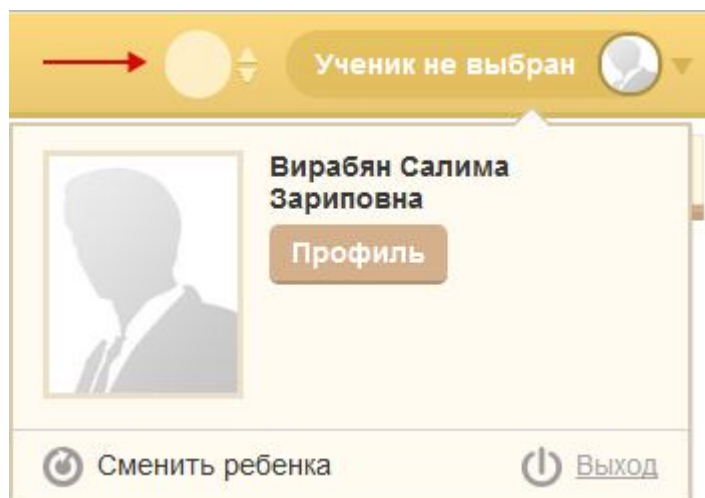 Ученик не выбран
Вирабян Салима
Зариповна
Профиль
Сменить ребенка
Выход